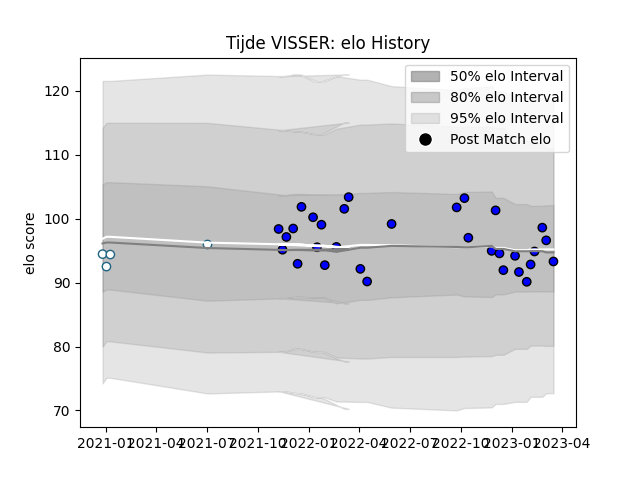 Tijde VISSER: elo History
50% elo Interval
80% elo Interval
95% elo Interval
Post Match elo
elo score
120
110
100
90
80
70
2021-01 2021-04 2021-07 2021-10 2022-01 2022-04 2022-07 2022-10 2023-01 2023-04